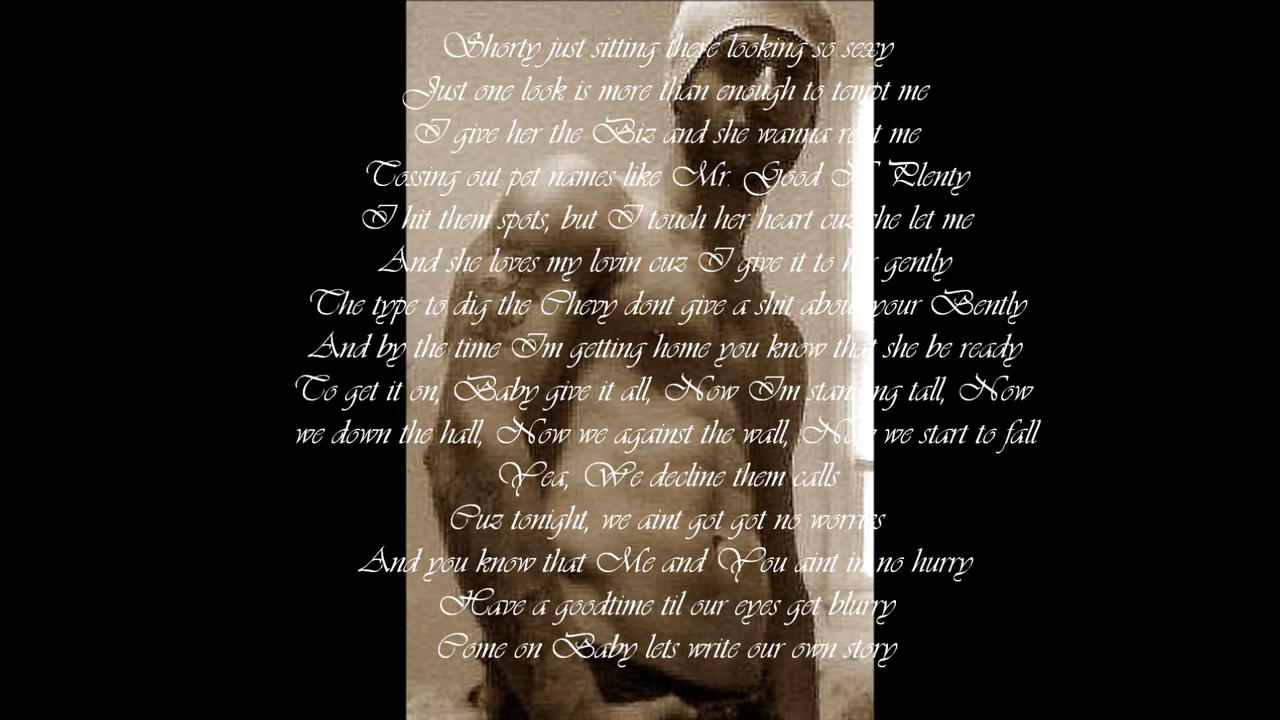 Shorty just sitting there looking so sexy
Just one look is more than enough to tempt me
I give her the Biz and she wanna rent me
Tossing out pet names like Mr. Good N Plenty
I hit them spots, but I touch her heart cuz she let me
And she loves my lovin cuz I give it to her gently
The type to dig the Chevy dont give a shit about your Bently
And by the time Im getting home you know that she be ready
To get it on, Baby give it all, Now Im standing tall, Now
we down the hall, Now we against the wall, Now we start to fall
Yea, We decline them calls
Cuz tonight, we aint got got no worries
And you know that Me and You aint in no hurry
Have a goodtime til our eyes get blurry
Come on Baby lets write our own story